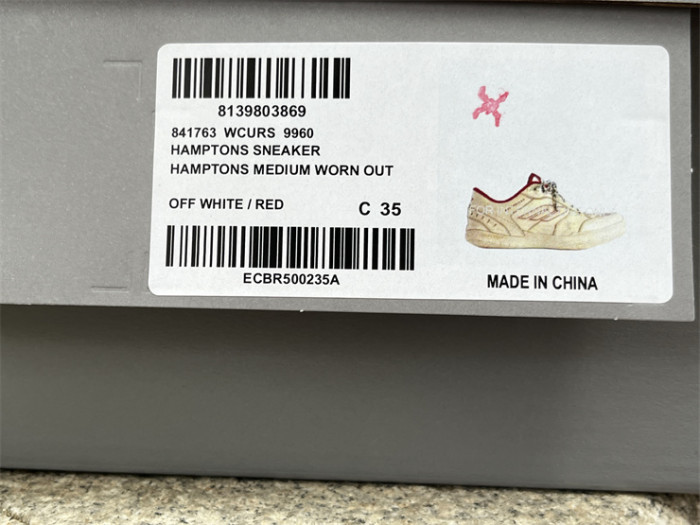 8139803869
841763 WCURS 9960
HAMPTONS SNEAKER
HAMPTONS MEDIUM WORN OUT
OFF WHITE / RED C 35
ECBR500235A
MADE IN CHINA